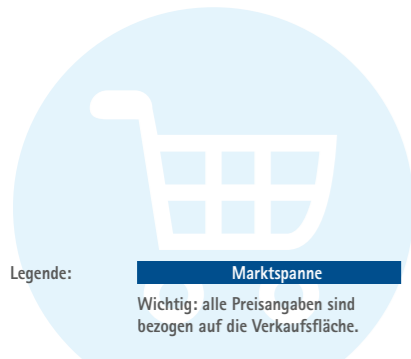 Legende: Marktspanne
Wichtig: alle Preisangaben sind
bezogen auf die Verkaufsfläche.